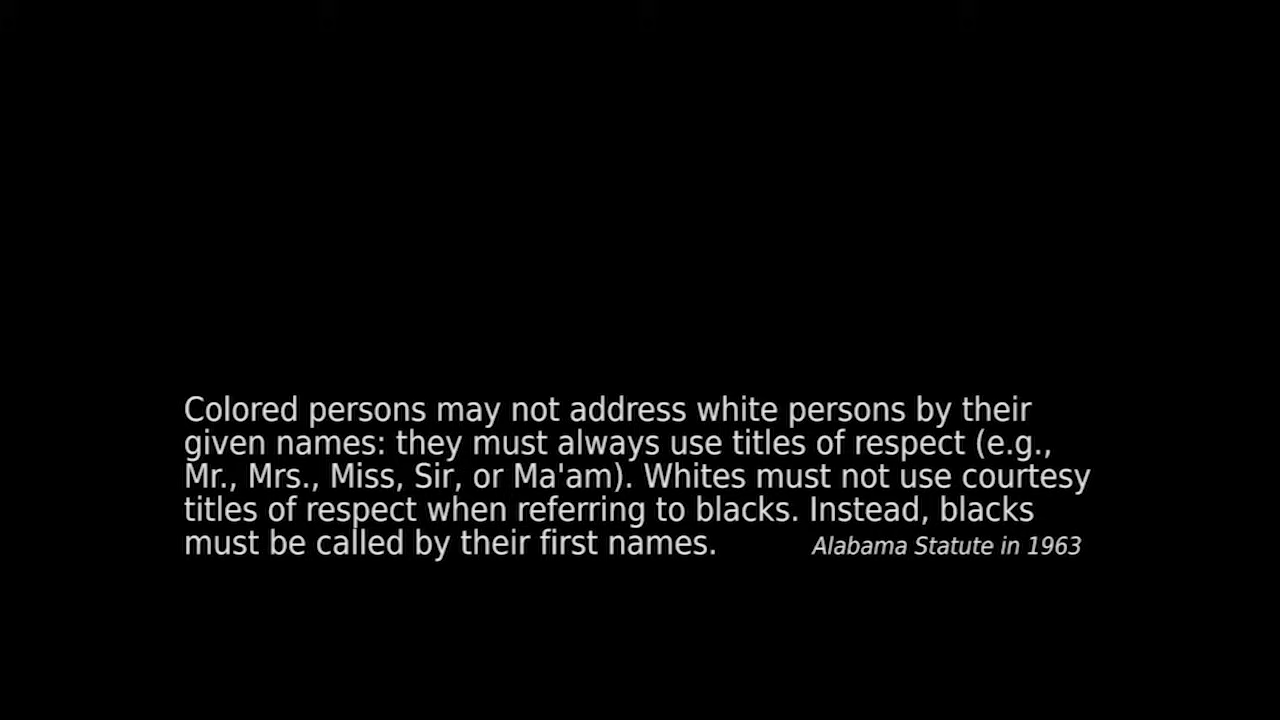 Colored persons may not address white persons by their
given names: they must always use titles of respect (e.g.,
Mr., Mrs., Miss, Sir, or Ma'am). Whites must not use courtesy
titles of respect when referring to blacks. Instead, blacks
must be called by their first names. Alabama Statute in 1963